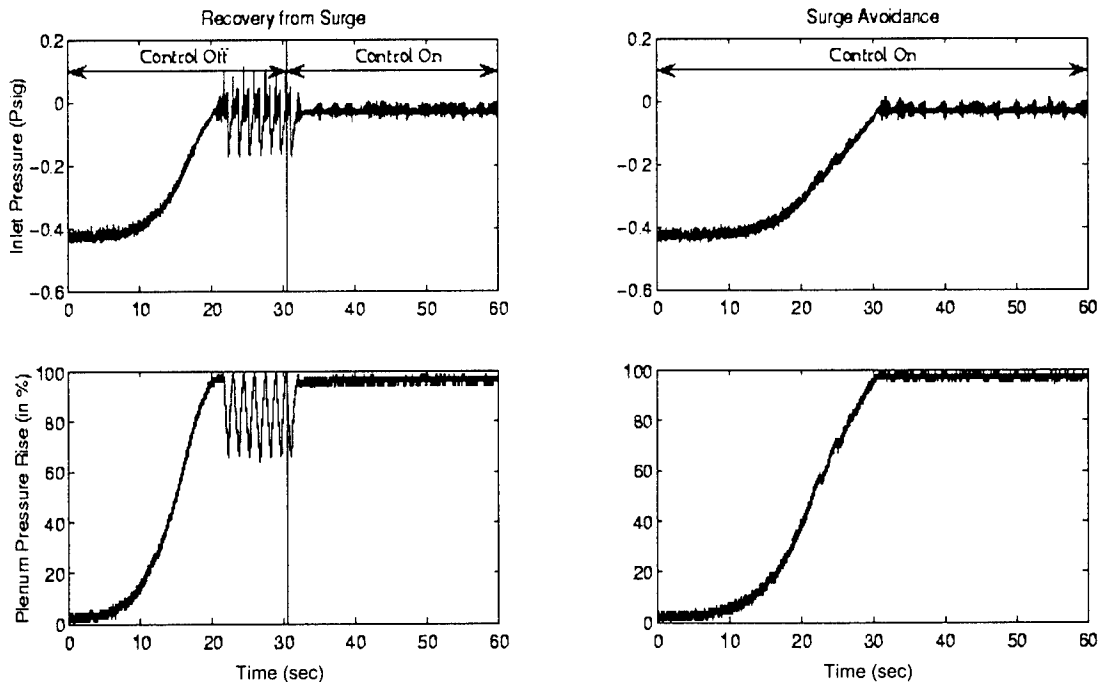 Recovery from Surge
Surge Avoidance
0.2
0
−0.2
−0.4
−0.6
Inlet Pressure (Psig)
Control Off
Control On
0 10 20 30 40 50 60
0.2
0
−0.2
−0.4
−0.6
Control On
0 10 20 30 40 50 60
100
80
60
40
20
0
Plenum Pressure Rise (in %)
0 10 20 30 40 50 60
Time (sec)
100
80
60
40
20
0
0 10 20 30 40 50 60
Time (sec)